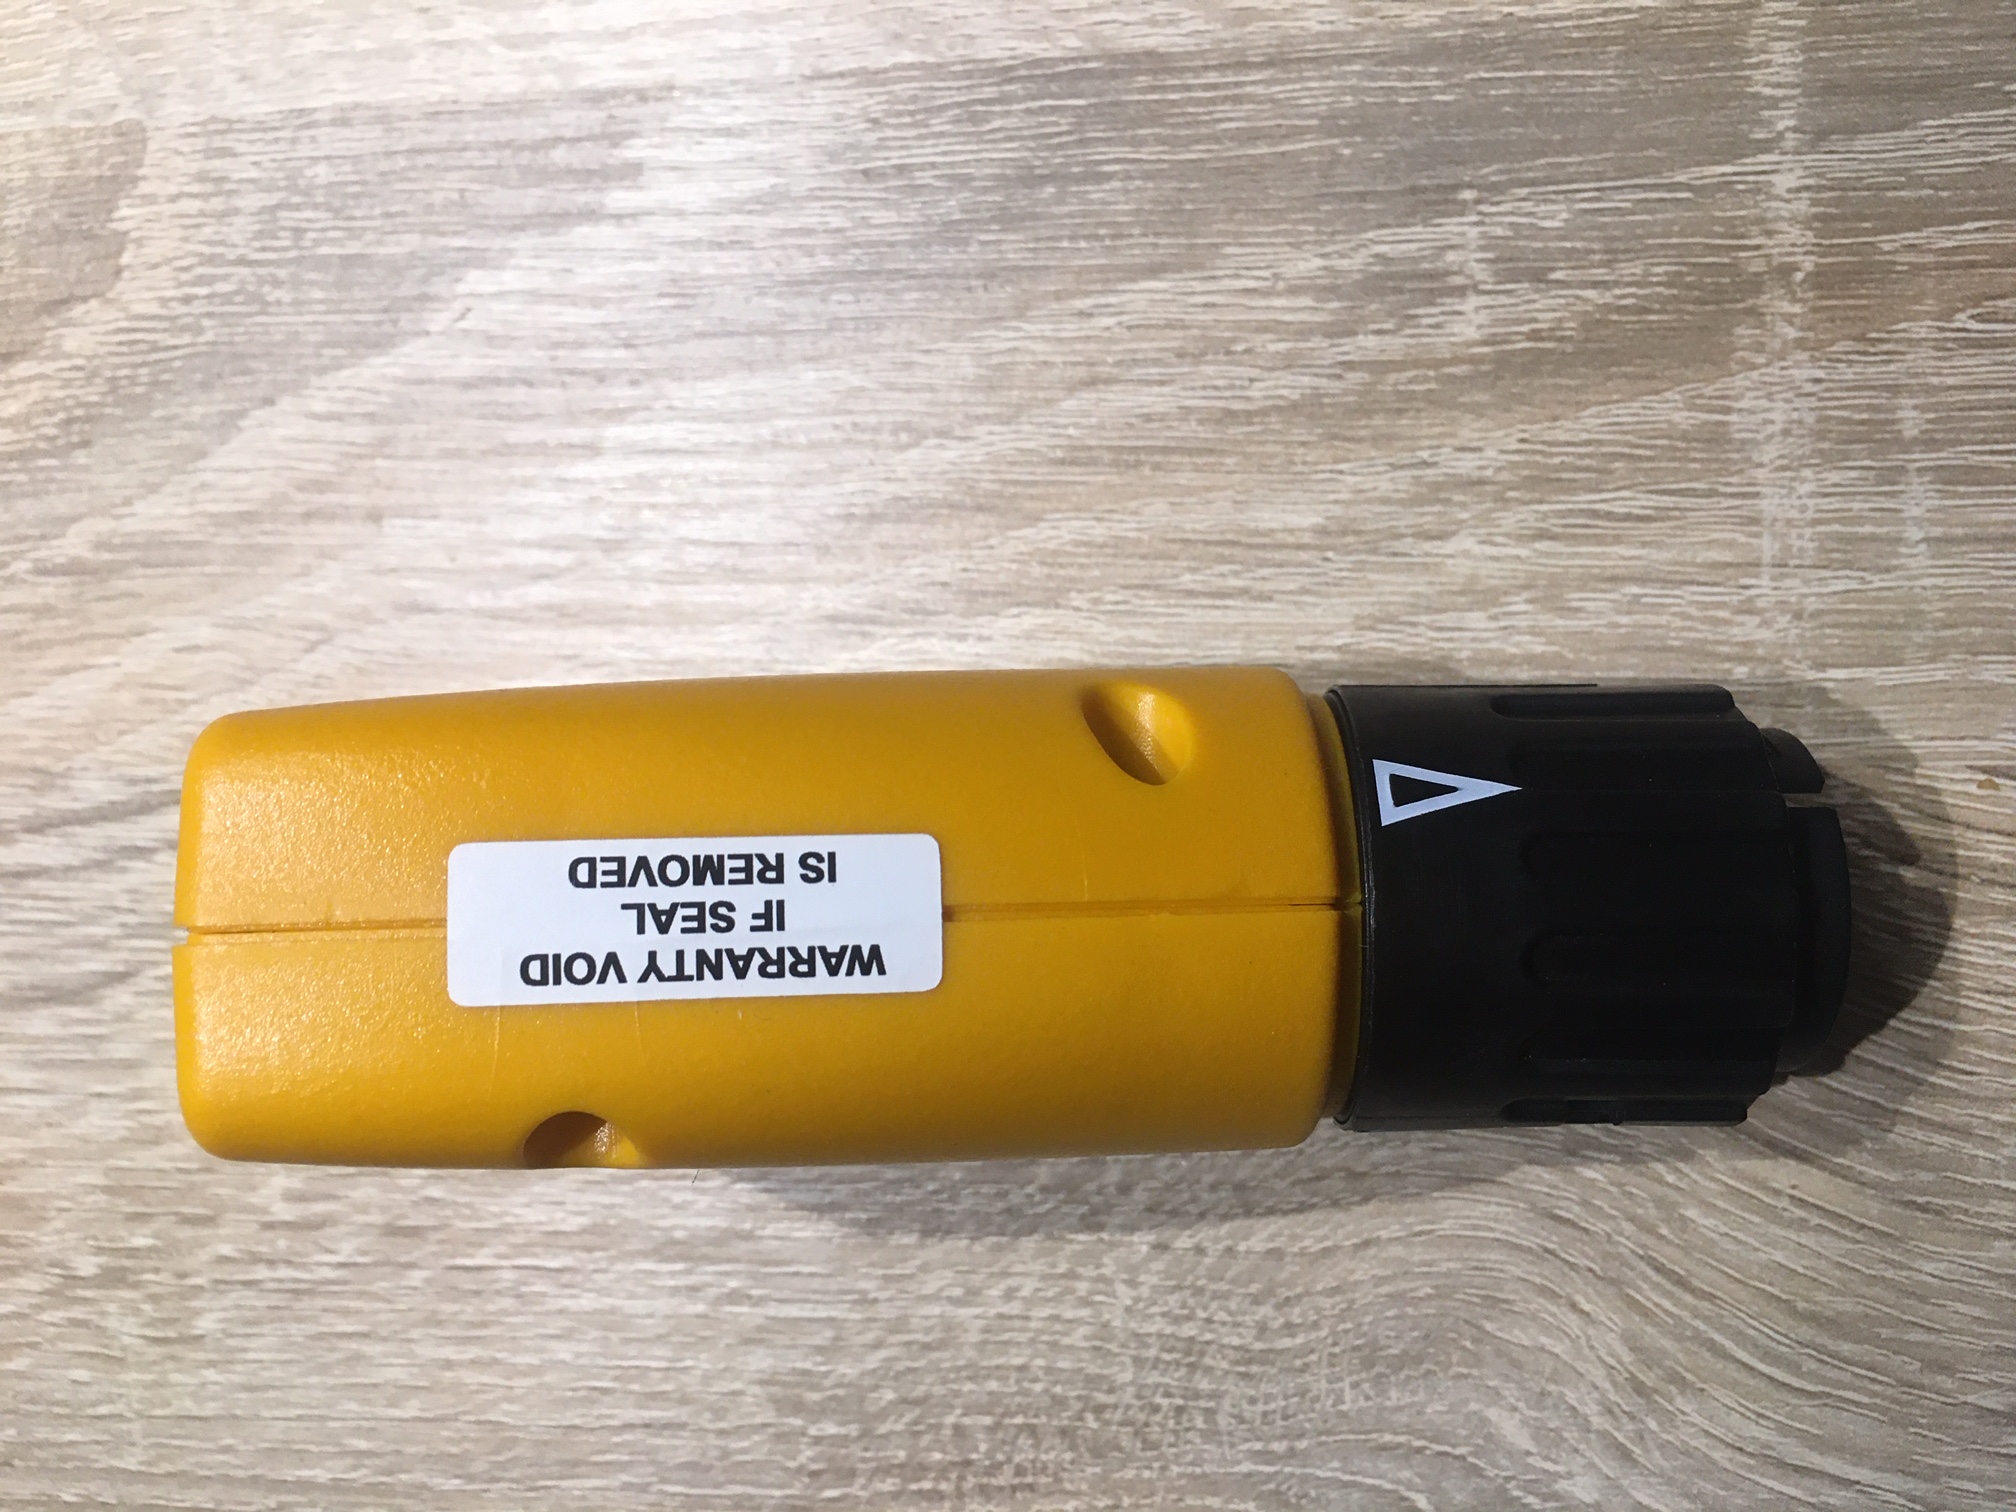 WARRANTY VOID
IF SEAL
IS REMOVED